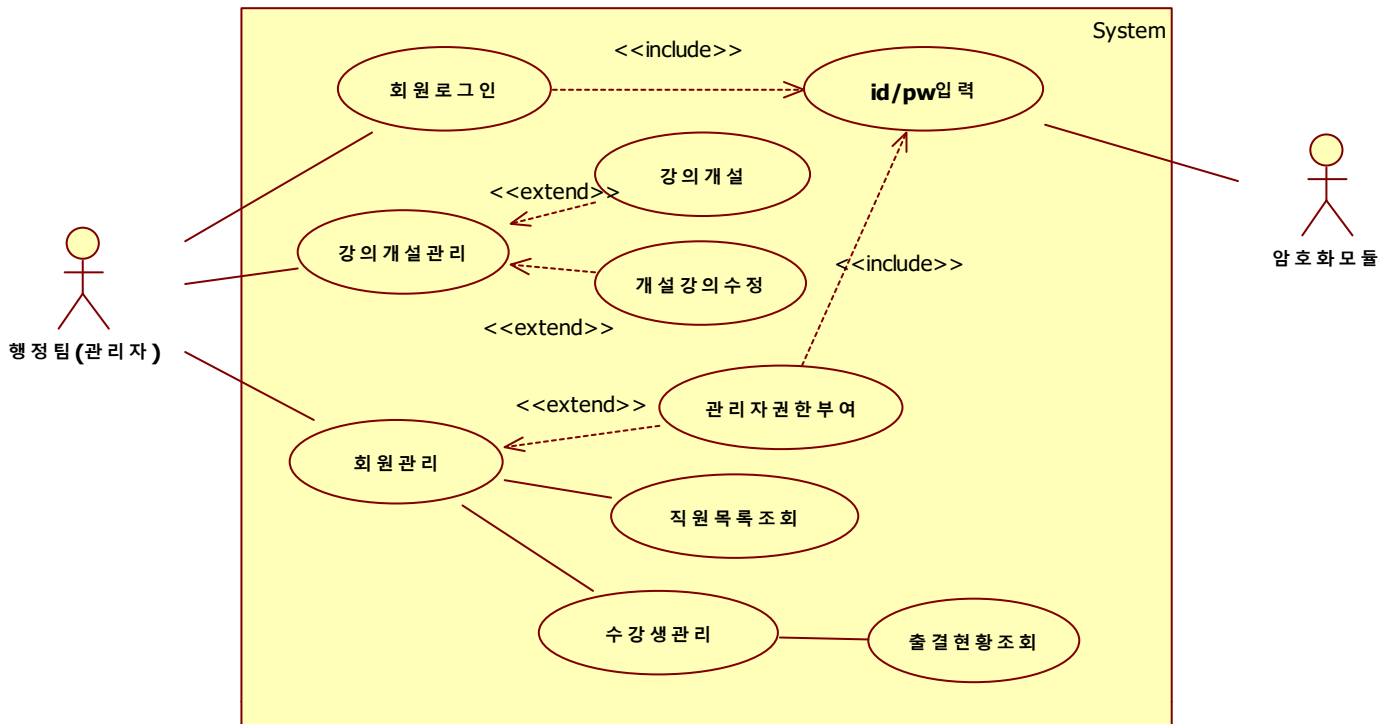 System
<<include>>
회원로그인
id/pw입력
강의개설
<<extend>>
강의개설관리
개설강의수정
<<include>>
암호화모듈
<<extend>>
행정팀(관리자)
<<extend>>
관리자권한부여
회원관리
직원목록조회
수강생관리
출결현황조회